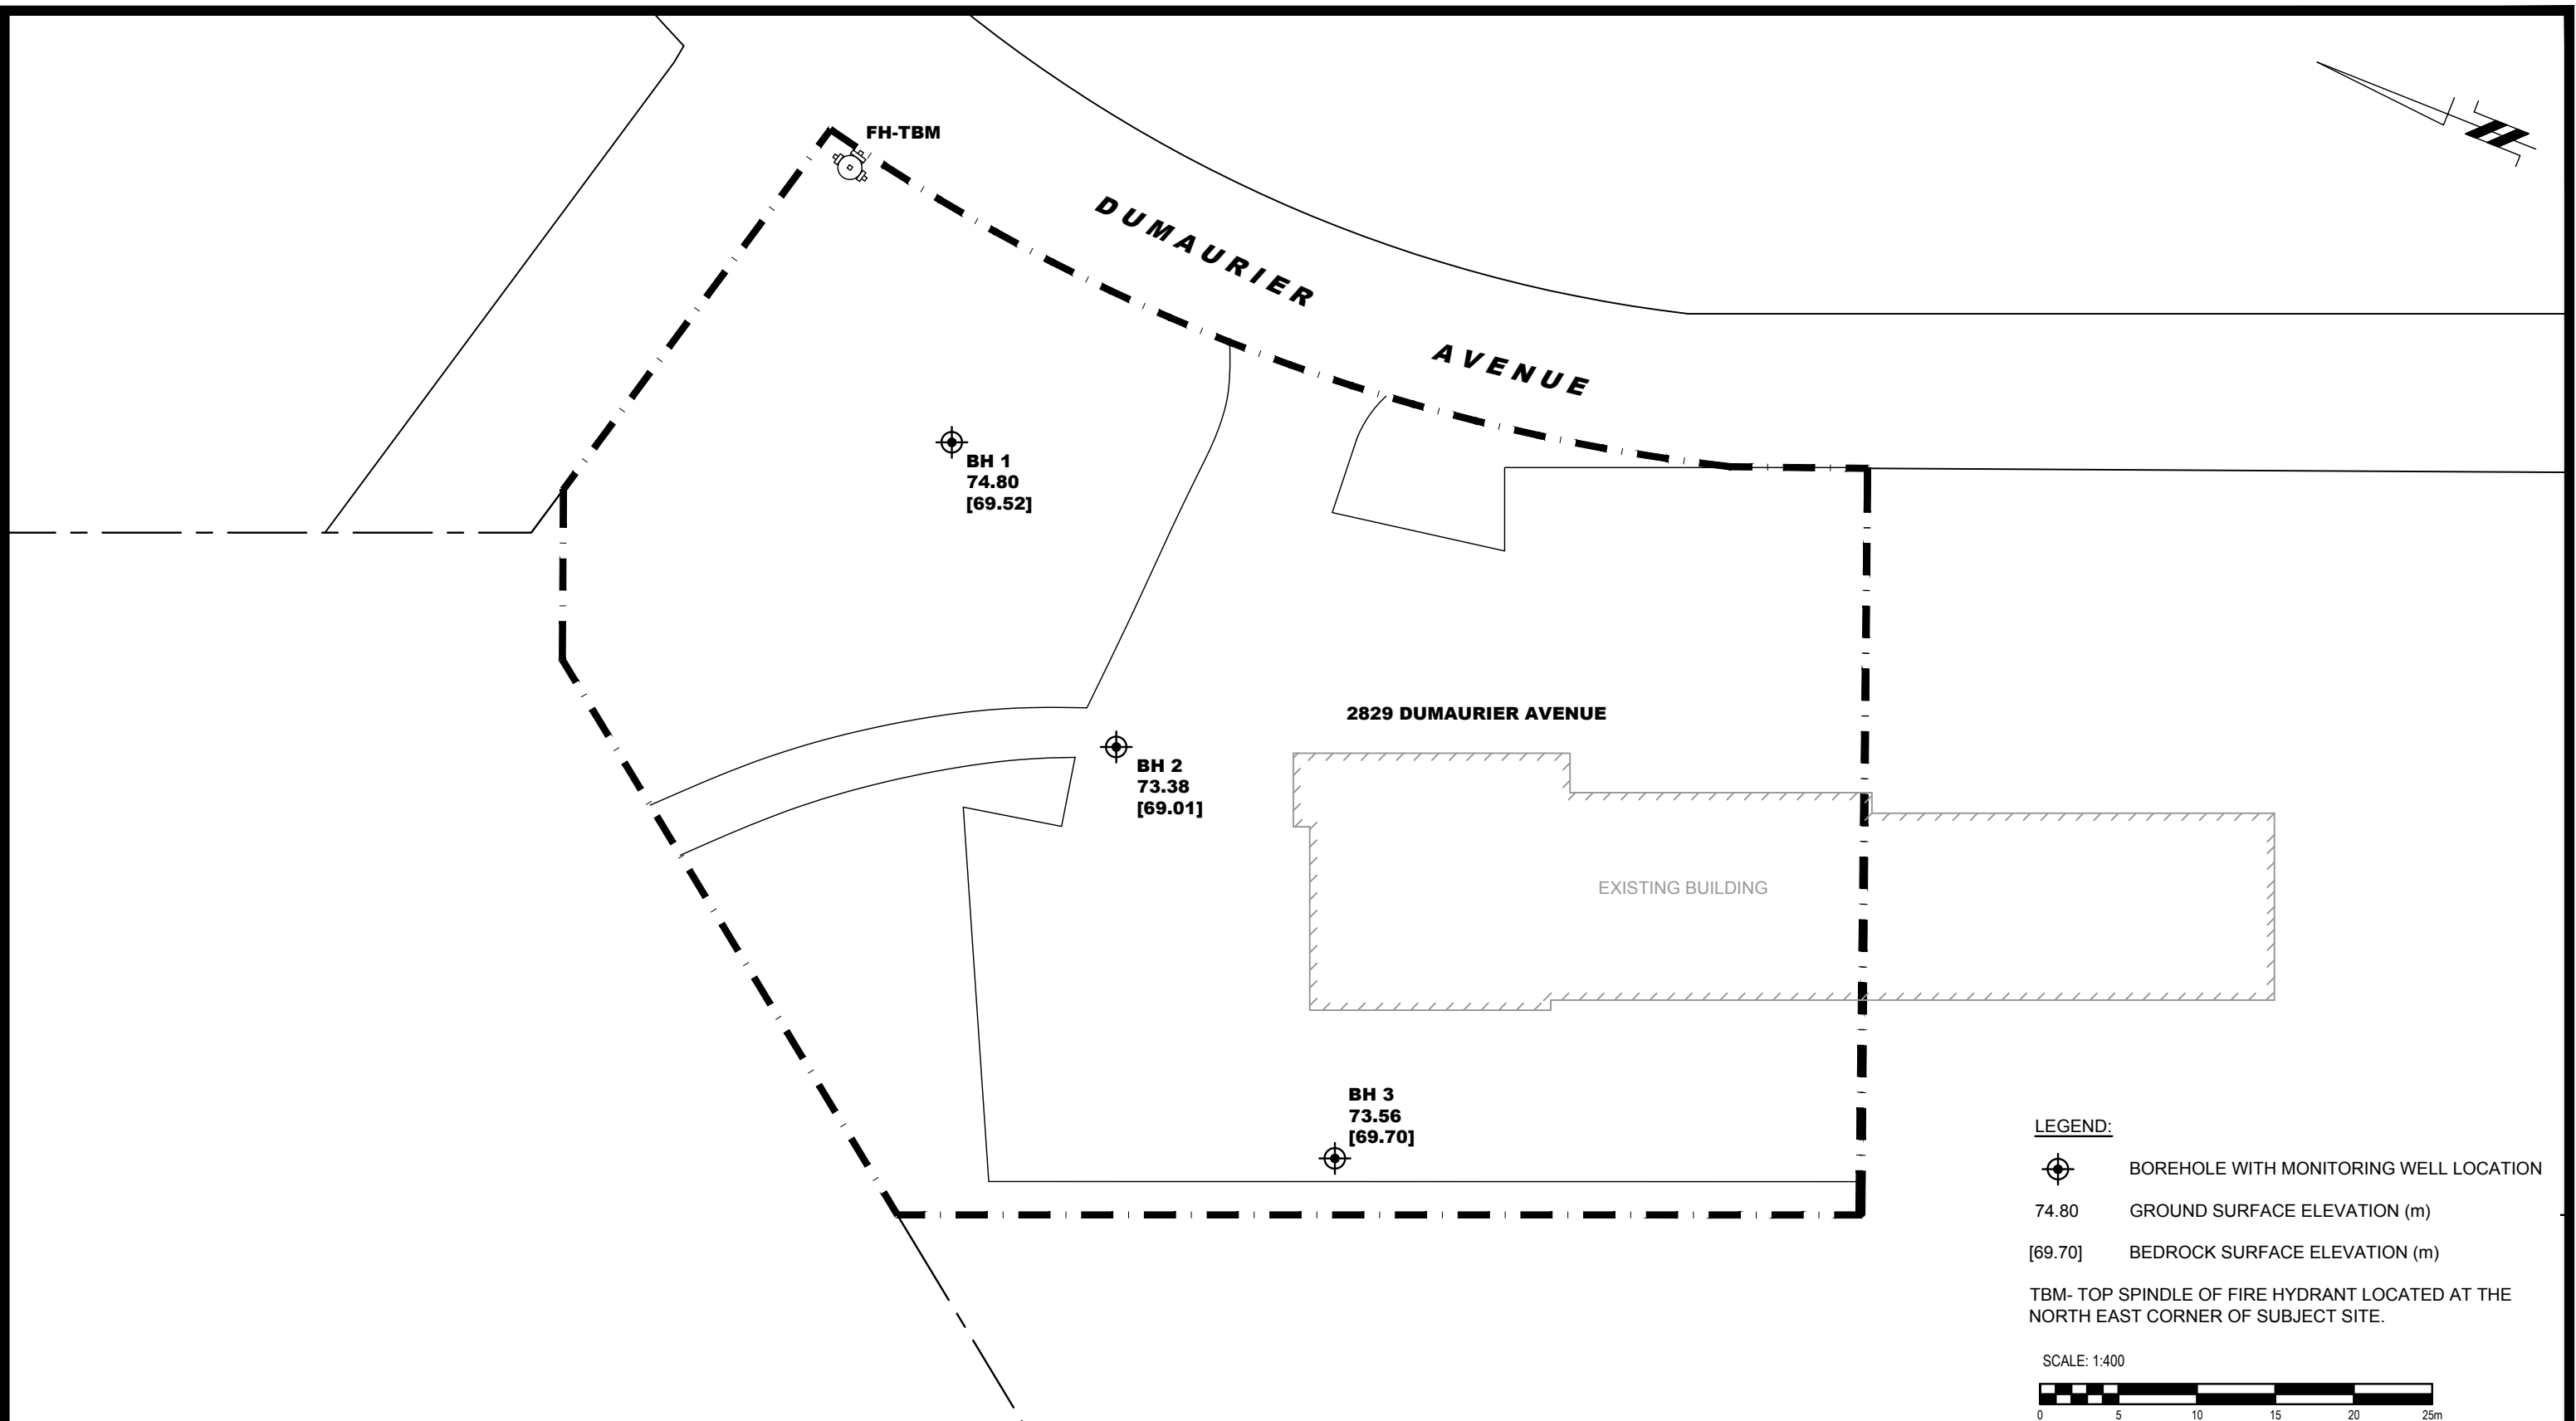 FH-TBM
DUMAURIER
AVENUE
BH 1
74.80
[69.52]
2829 DUMAURIER AVENUE
BH 2
73.38
[69.01]
EXISTING BUILDING
BH 3
73.56
[69.70]
LEGEND:
BOREHOLE WITH MONITORING WELL LOCATION
74.80 GROUND SURFACE ELEVATION (m)
[69.70] BEDROCK SURFACE ELEVATION (m)
TBM- TOP SPINDLE OF FIRE HYDRANT LOCATED AT THE
NORTH EAST CORNER OF SUBJECT SITE.
SCALE: 1:400
0 5 10 15 20 25m